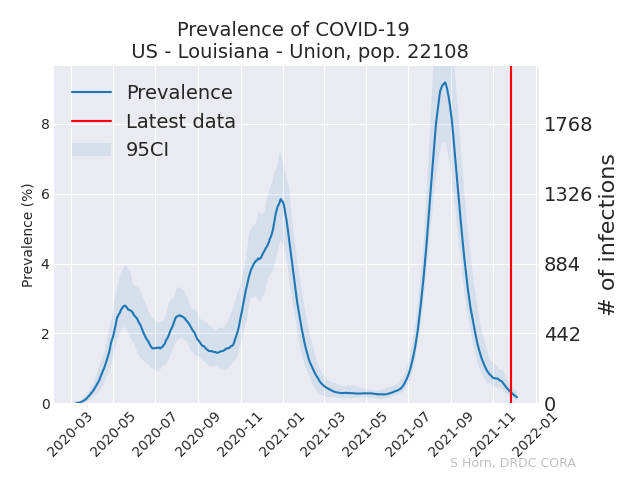 Prevalence of COVID-19
US - Louisiana - Union, pop. 22108
Prevalence
Latest data
95CI
Prevalence (%)
8
6
4
2
0
1768
1326
884
442
0
# of infections
2020-03
2020-05
2020-07
2020-09
2020-11
2021-01
2021-03
2021-05
2021-07
2021-09
2021-11
2022-01
S Horn, DRDC CORA